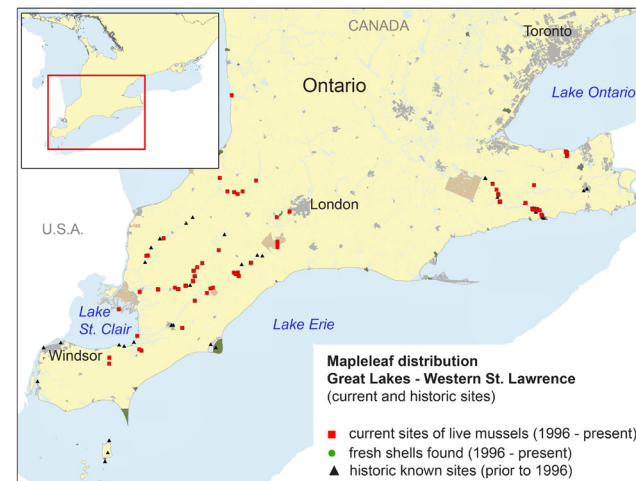 CANADA
Toronto
Ontario
Lake Ontario
London
U.S.A.
Lake
St. Clair
Lake Erie
Windsor
Mapleleaf distribution
Great Lakes - Western St. Lawrence
(current and historic sites)
current sites of live mussels (1996 - present)
fresh shells found (1996 - present)
historic known sites (prior to 1996)